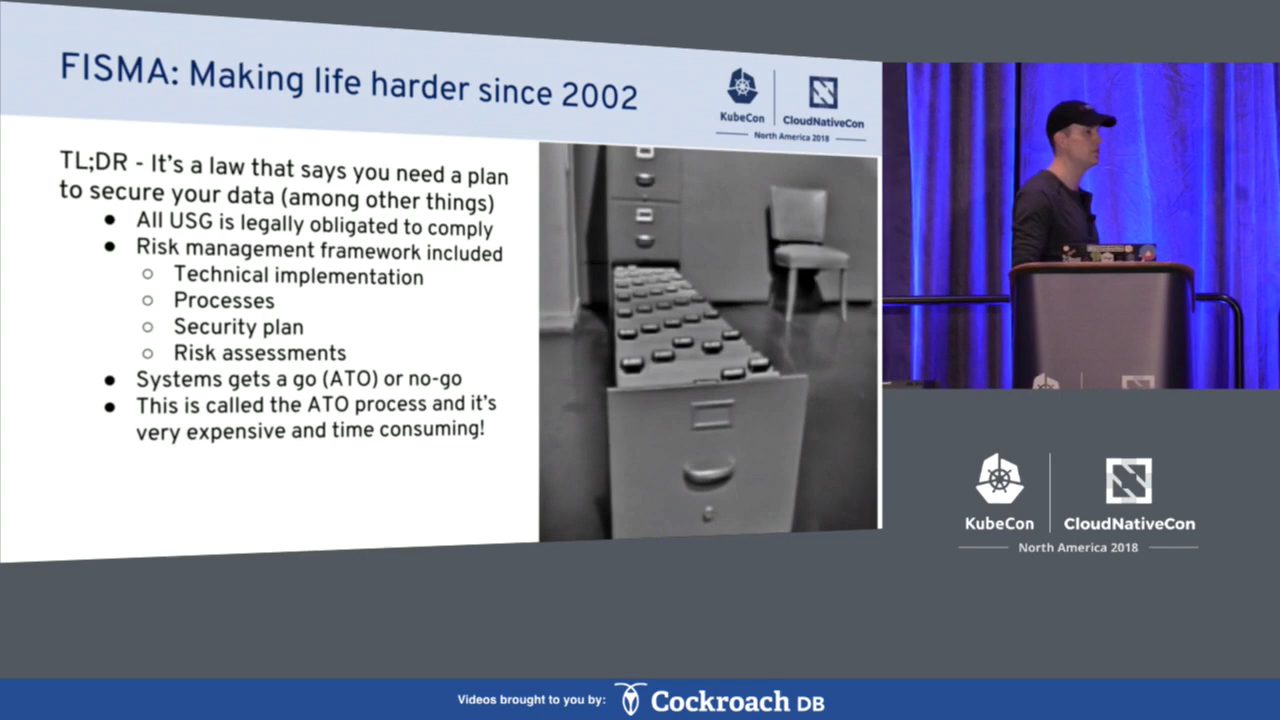 FISMA: Making life harder since 2002
KubeCon
CloudNativeCon
North America 2018
TL;DR - It's a law that says you need a plan
to secure your data (among other things)
● All USG is legally obligated to comply
● Risk management framework included
○ Technical implementation
○ Processes
○ Security plan
○ Risk assessments
● Systems gets a go (ATO) or no-go
● This is called the ATO process and it's
very expensive and time consuming!
KubeCon
CloudNativeCon
North America 2018
Videos brought to you by:
Cockroach DB